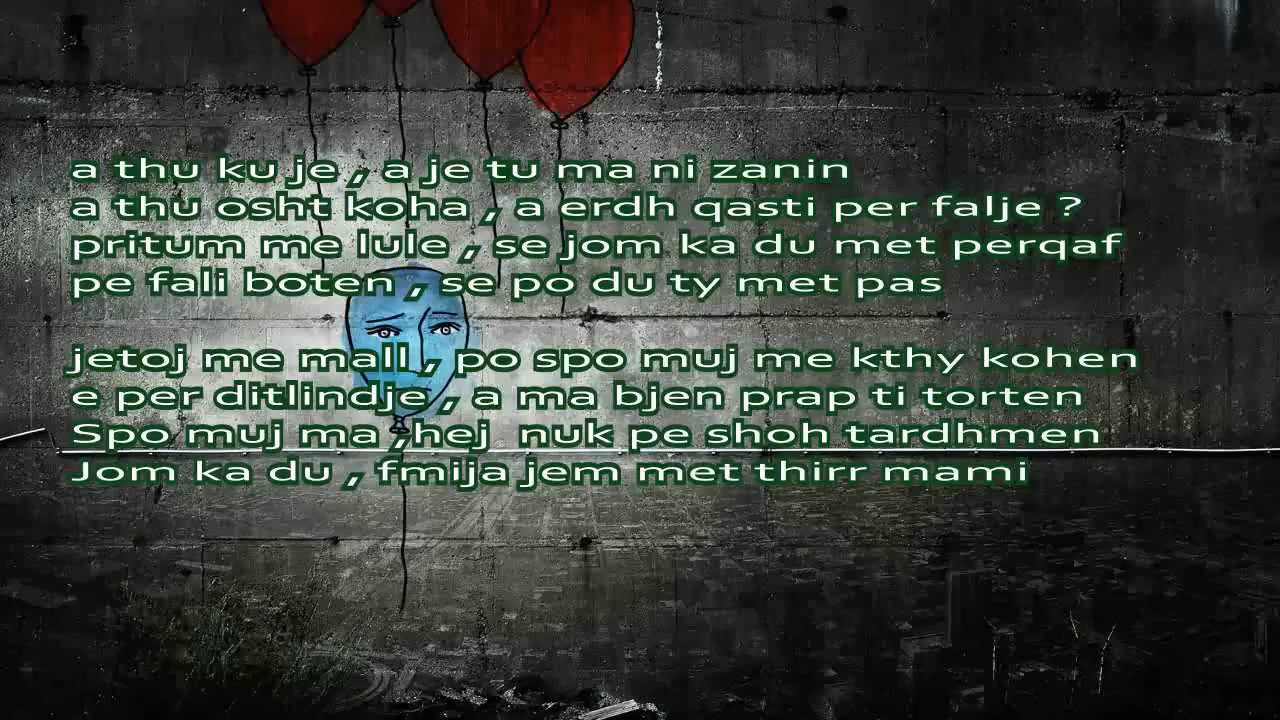 a thu ku je , a je tu ma ni zanin
a thu osht koha , a erdh qasti per falje ?
pritum me lule , se jom ka du met perqaf
pe fali boten , se po du ty met pas
jetoj me mall , po spo muj me kthy kohen
e per ditlindje , a ma bjen prap ti torten
Spo muj ma ,hej  nuk pe shoh tardhmen
Jom ka du , fmija jem met thirr mami